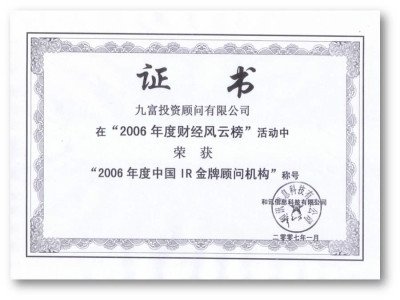 证 书
九富投资顾问有限公司
在“2006年度财经风云榜”活动中
荣 获
“2006年度中国IR金牌顾问机构”称号
和讯信息科技有限公司
二〇〇七年一月